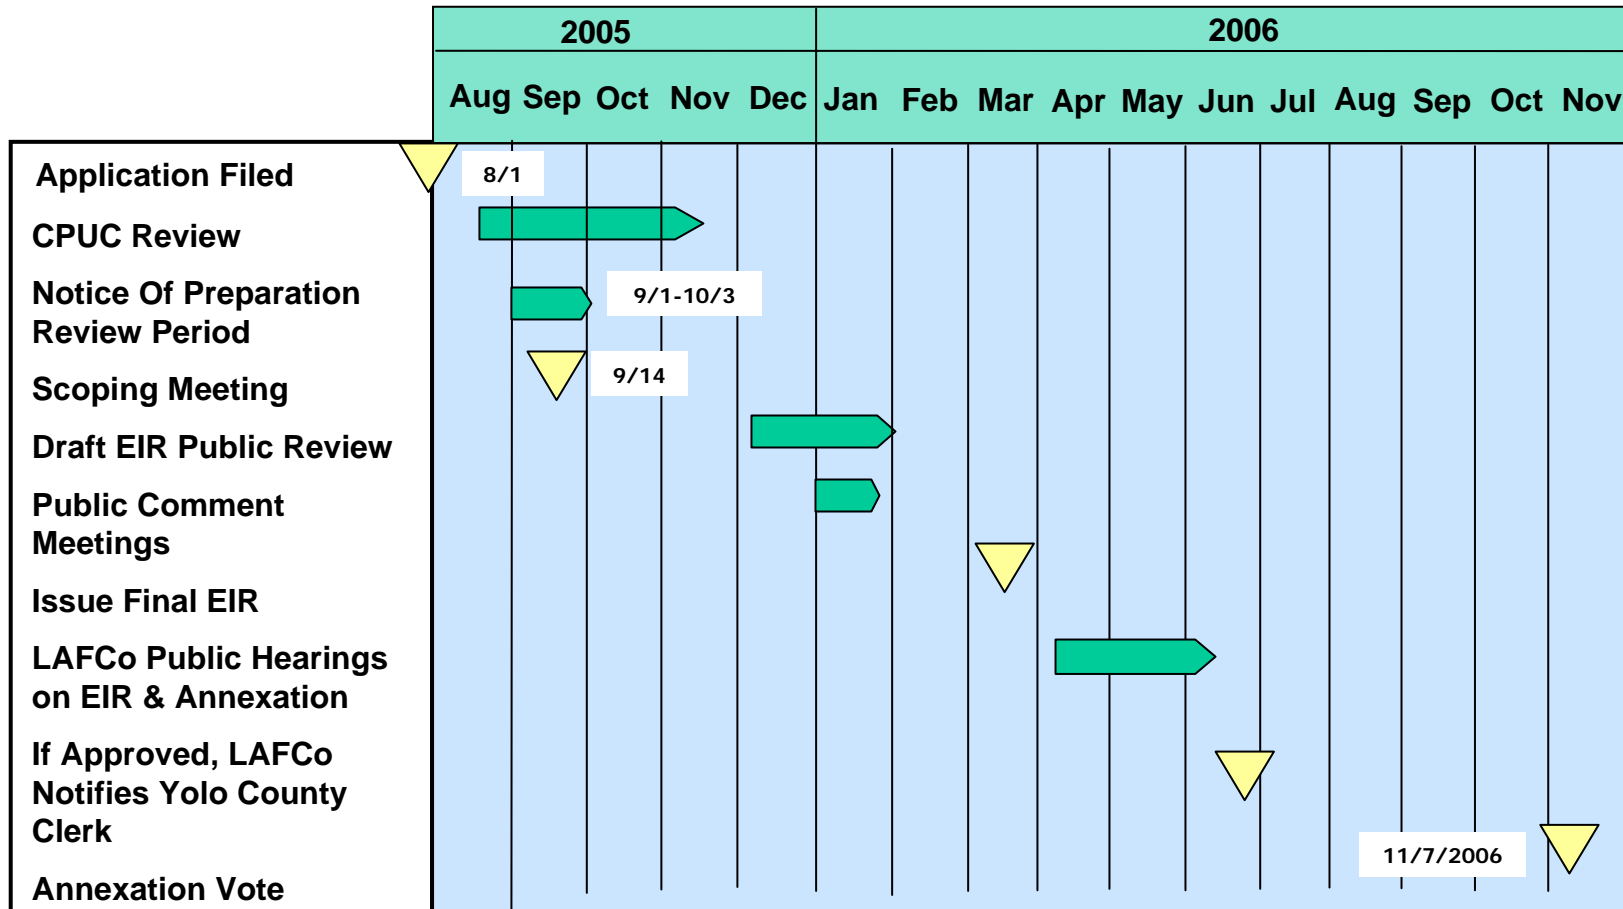 2005 2006
Aug Sep Oct Nov Dec Jan Feb Mar Apr May Jun Jul Aug Sep Oct Nov
Application Filed 8/1
CPUC Review
Notice Of Preparation 9/1-10/3
Review Period
Scoping Meeting 9/14
Draft EIR Public Review
Public Comment
Meetings
Issue Final EIR
LAFCo Public Hearings
on EIR & Annexation
If Approved, LAFCo
Notifies Yolo County
Clerk
11/7/2006
Annexation Vote